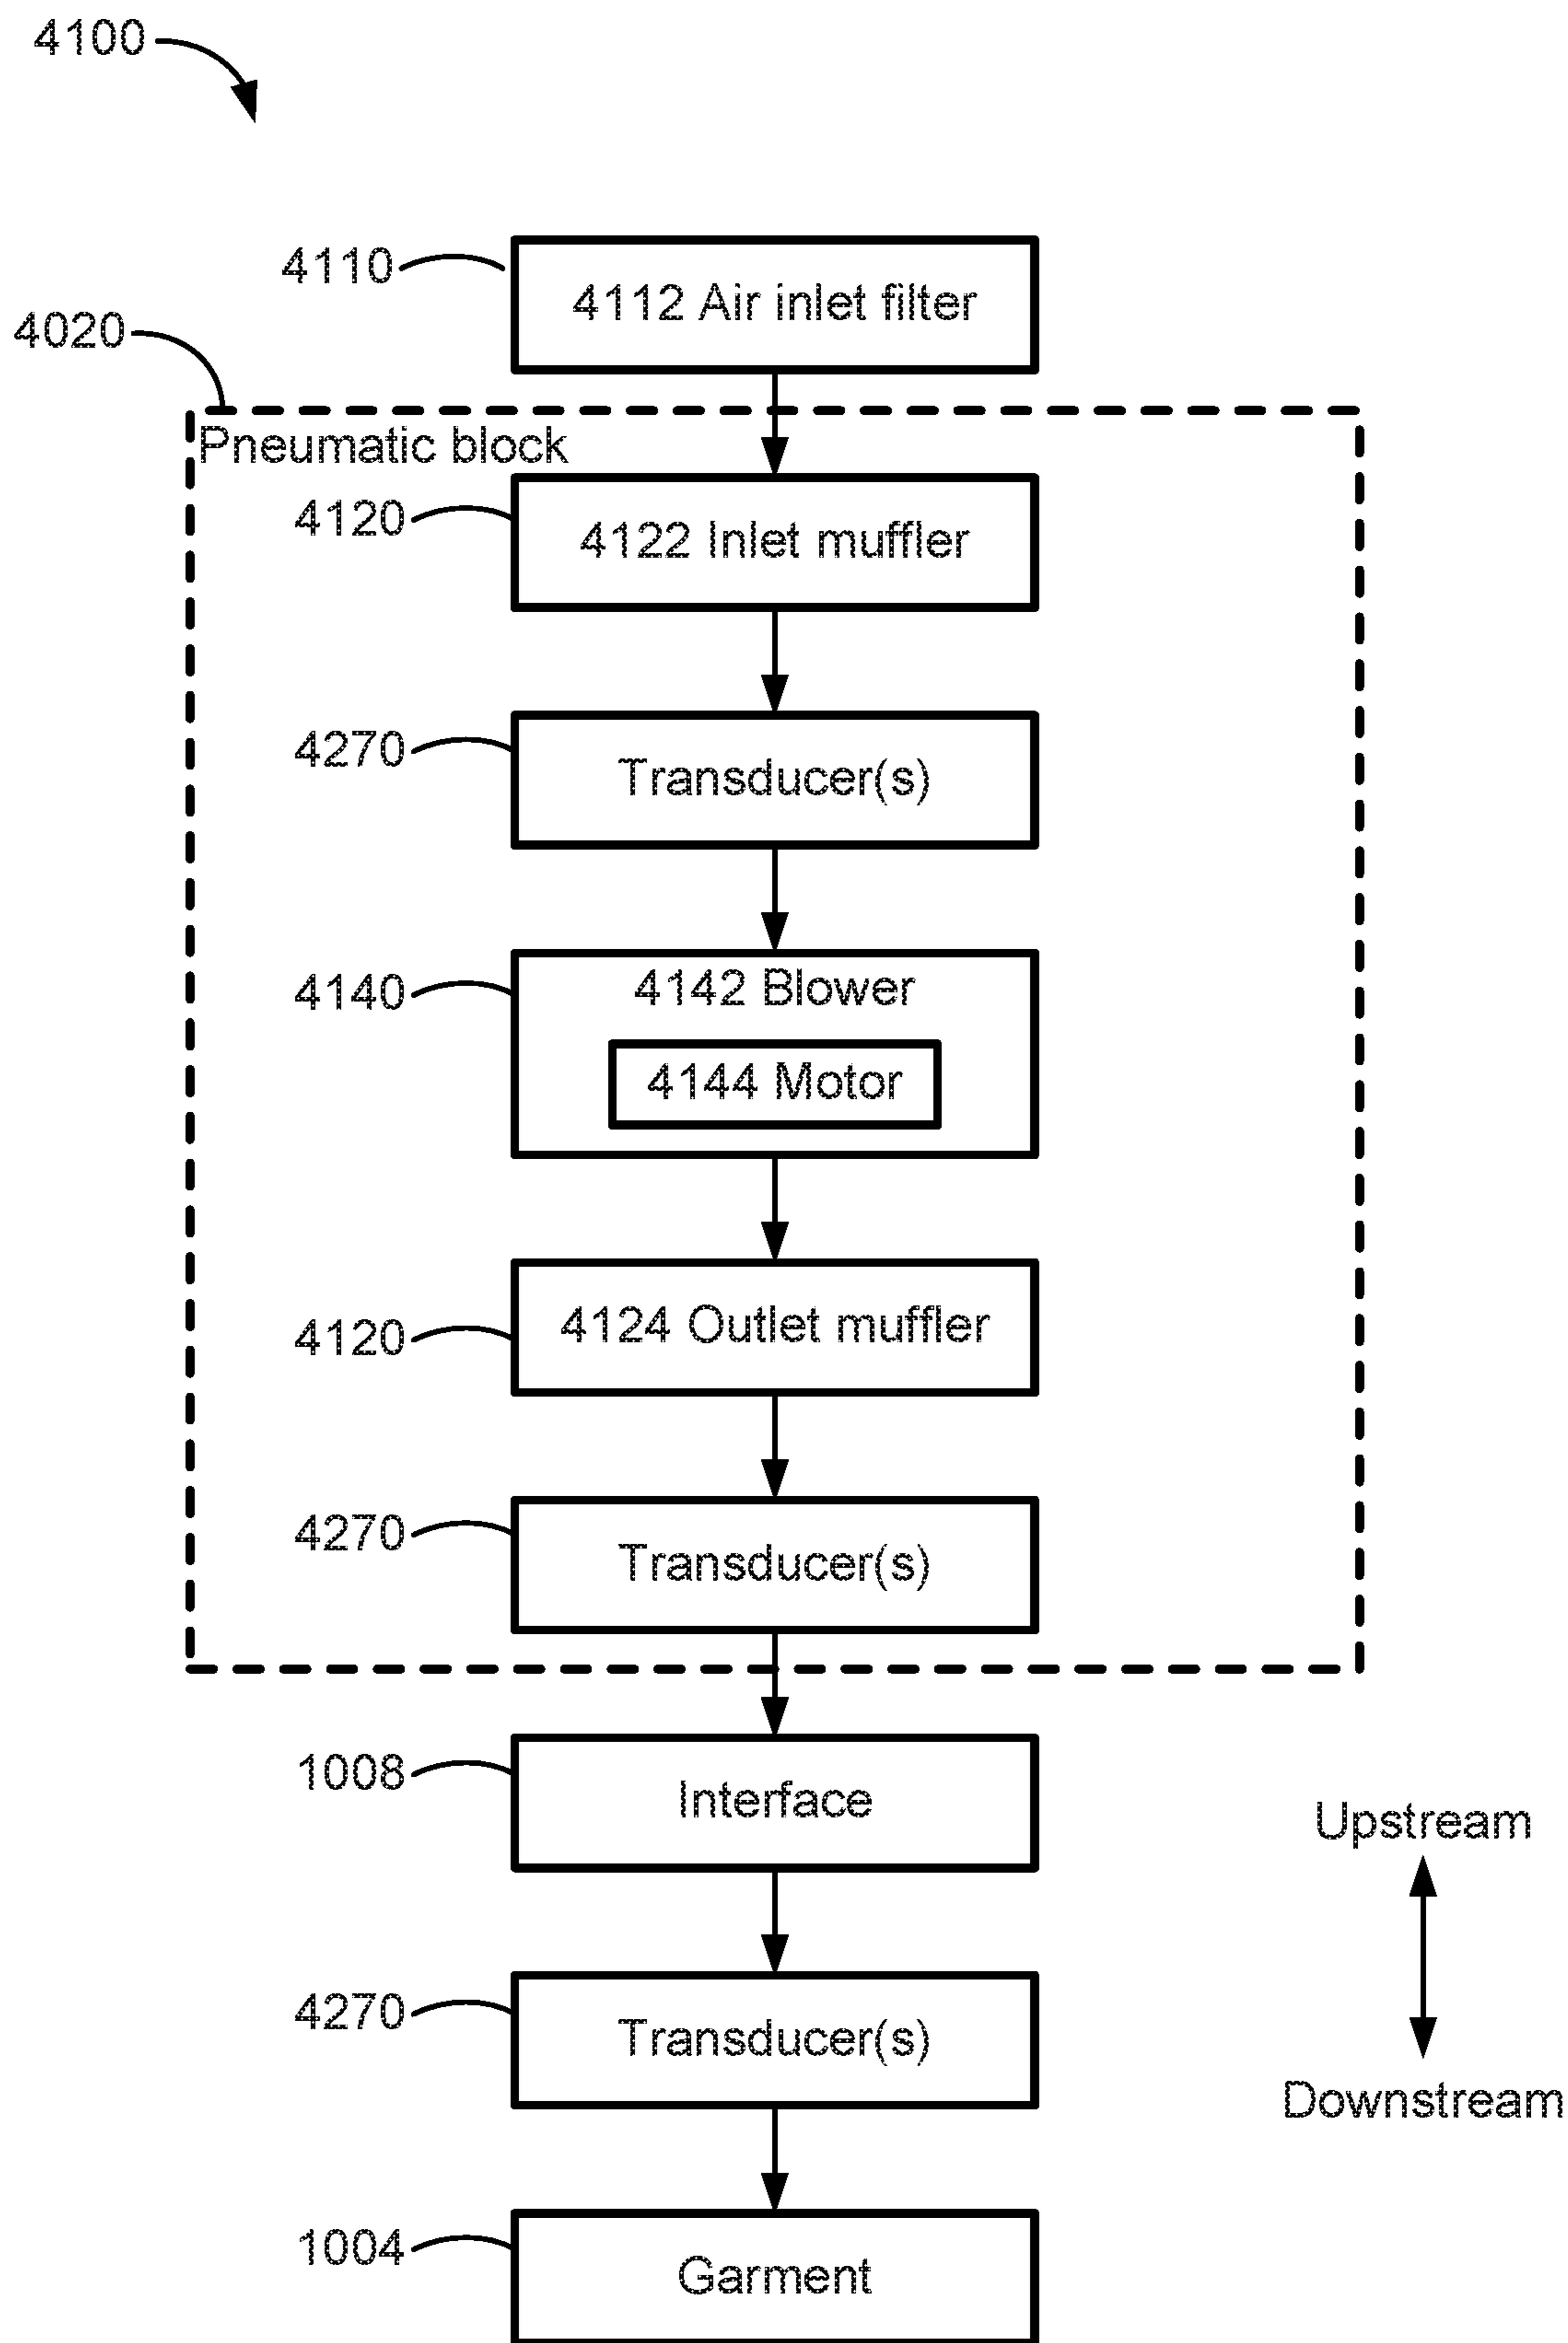 4100
4110
4112 Air inlet filter
4020
Pneumatic block
4120
4122 Inlet muffler
4270
Transducer(s)
4140
4142 Blower
4144 Motor
4120
4124 Outlet muffler
4270
Transducer(s)
1008
Interface
Upstream
4270
Transducer(s)
Downstream
1004
Garment